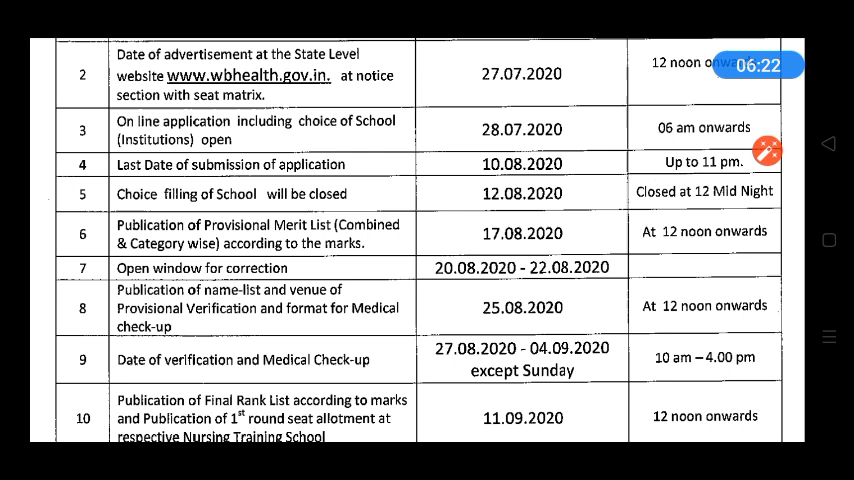 2
Date of advertisement at the State Level
website www.wbhealth.gov.in. at notice
section with seat matrix.
27.07.2020
12 noon
06:22
3
On line application including choice of School
(Institutions) open
28.07.2020
06 am onwards
4
Last Date of submission of application
10.08.2020
Up to 11 pm.
5
Choice filling of School will be closed
12.08.2020
Closed at 12 Mid Night
6
Publication of Provisional Merit List (Combined
& Category wise) according to the marks.
17.08.2020
At 12 noon onwards
7
Open window for correction
20.08.2020 - 22.08.2020
8
Publication of name-list and venue of
Provisional Verification and format for Medical
check-up
25.08.2020
At 12 noon onwards
9
Date of verification and Medical Check-up
27.08.2020 - 04.09.2020
except Sunday
10 am – 4.00 pm
10
Publication of Final Rank List according to marks
and Publication of 1st round seat allotment at
respective Nursing Training School
11.09.2020
12 noon onwards